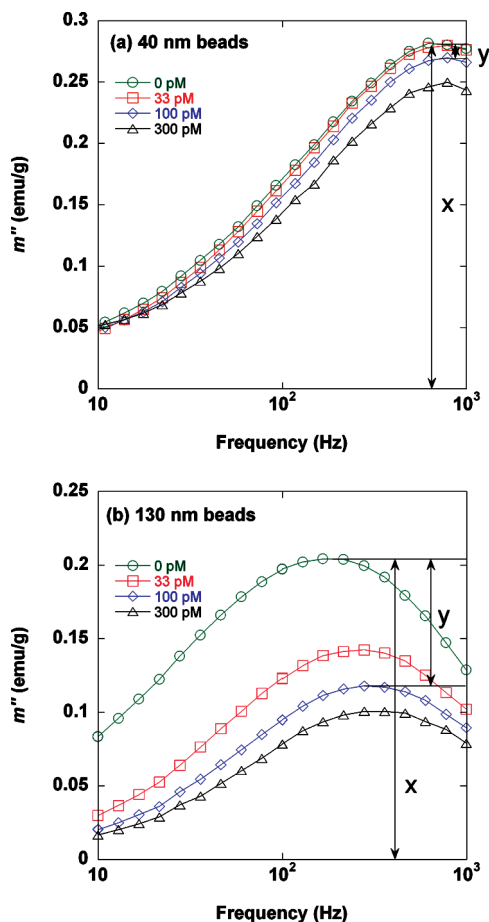 (a) 40 nm beads
0 pM
33 pM
100 pM
300 pM
m'' (emu/g)
0.3
0.25
0.2
0.15
0.1
0.05
0
y
x
10 10² 10³
Frequency (Hz)
(b) 130 nm beads
0 pM
33 pM
100 pM
300 pM
m'' (emu/g)
0.25
0.2
0.15
0.1
0.05
0
y
x
10 10² 10³
Frequency (Hz)